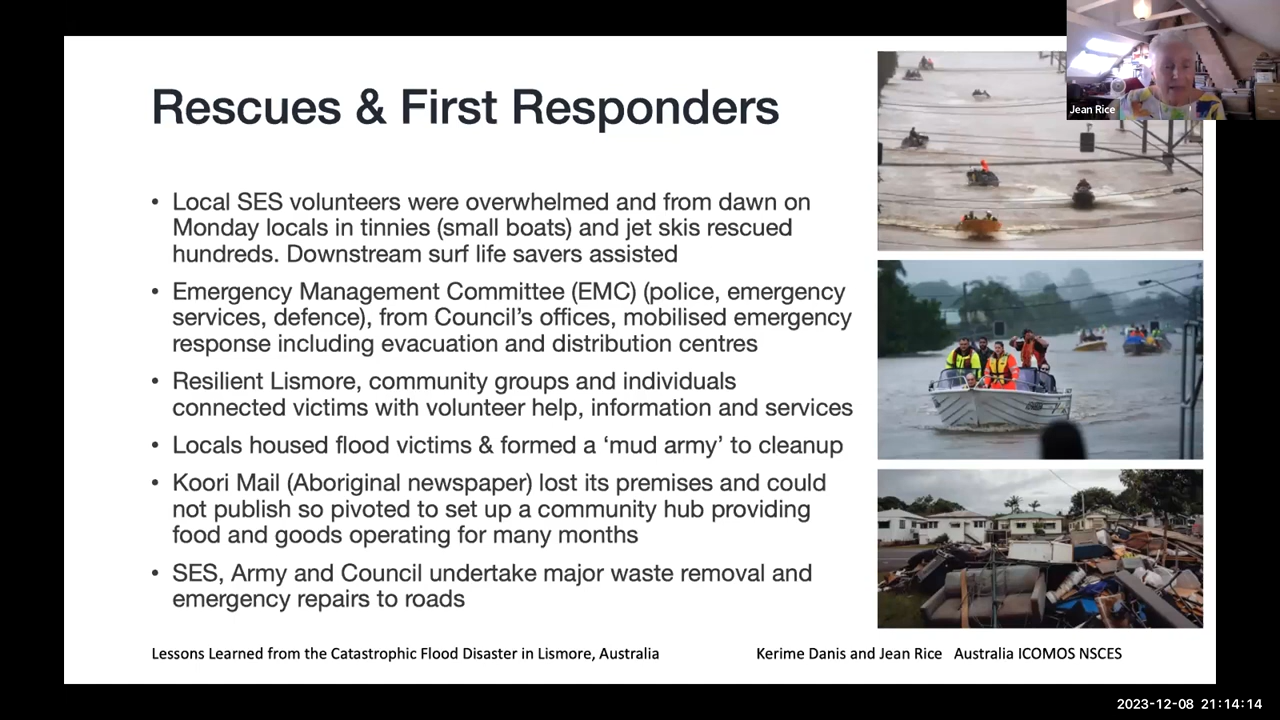 Jean Rice
Rescues & First Responders
• Local SES volunteers were overwhelmed and from dawn on
Monday locals in tinnies (small boats) and jet skis rescued
hundreds. Downstream surf life savers assisted
• Emergency Management Committee (EMC) (police, emergency
services, defence), from Council’s offices, mobilised emergency
response including evacuation and distribution centres
• Resilient Lismore, community groups and individuals
connected victims with volunteer help, information and services
• Locals housed flood victims & formed a ‘mud army’ to cleanup
• Koori Mail (Aboriginal newspaper) lost its premises and could
not publish so pivoted to set up a community hub providing
food and goods operating for many months
• SES, Army and Council undertake major waste removal and
emergency repairs to roads
Lessons Learned from the Catastrophic Flood Disaster in Lismore, Australia
Kerime Danis and Jean Rice Australia ICOMOS NSCES
2023-12-08 21:14:14